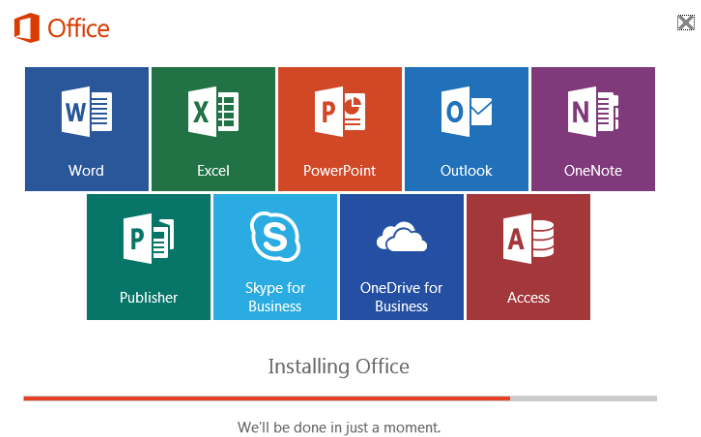 Office
W
X
P
O
N
Word
Excel
PowerPoint
Outlook
OneNote
P
S
A
Publisher
Skype for
Business
OneDrive for
Business
Access
Installing Office
We'll be done in just a moment.